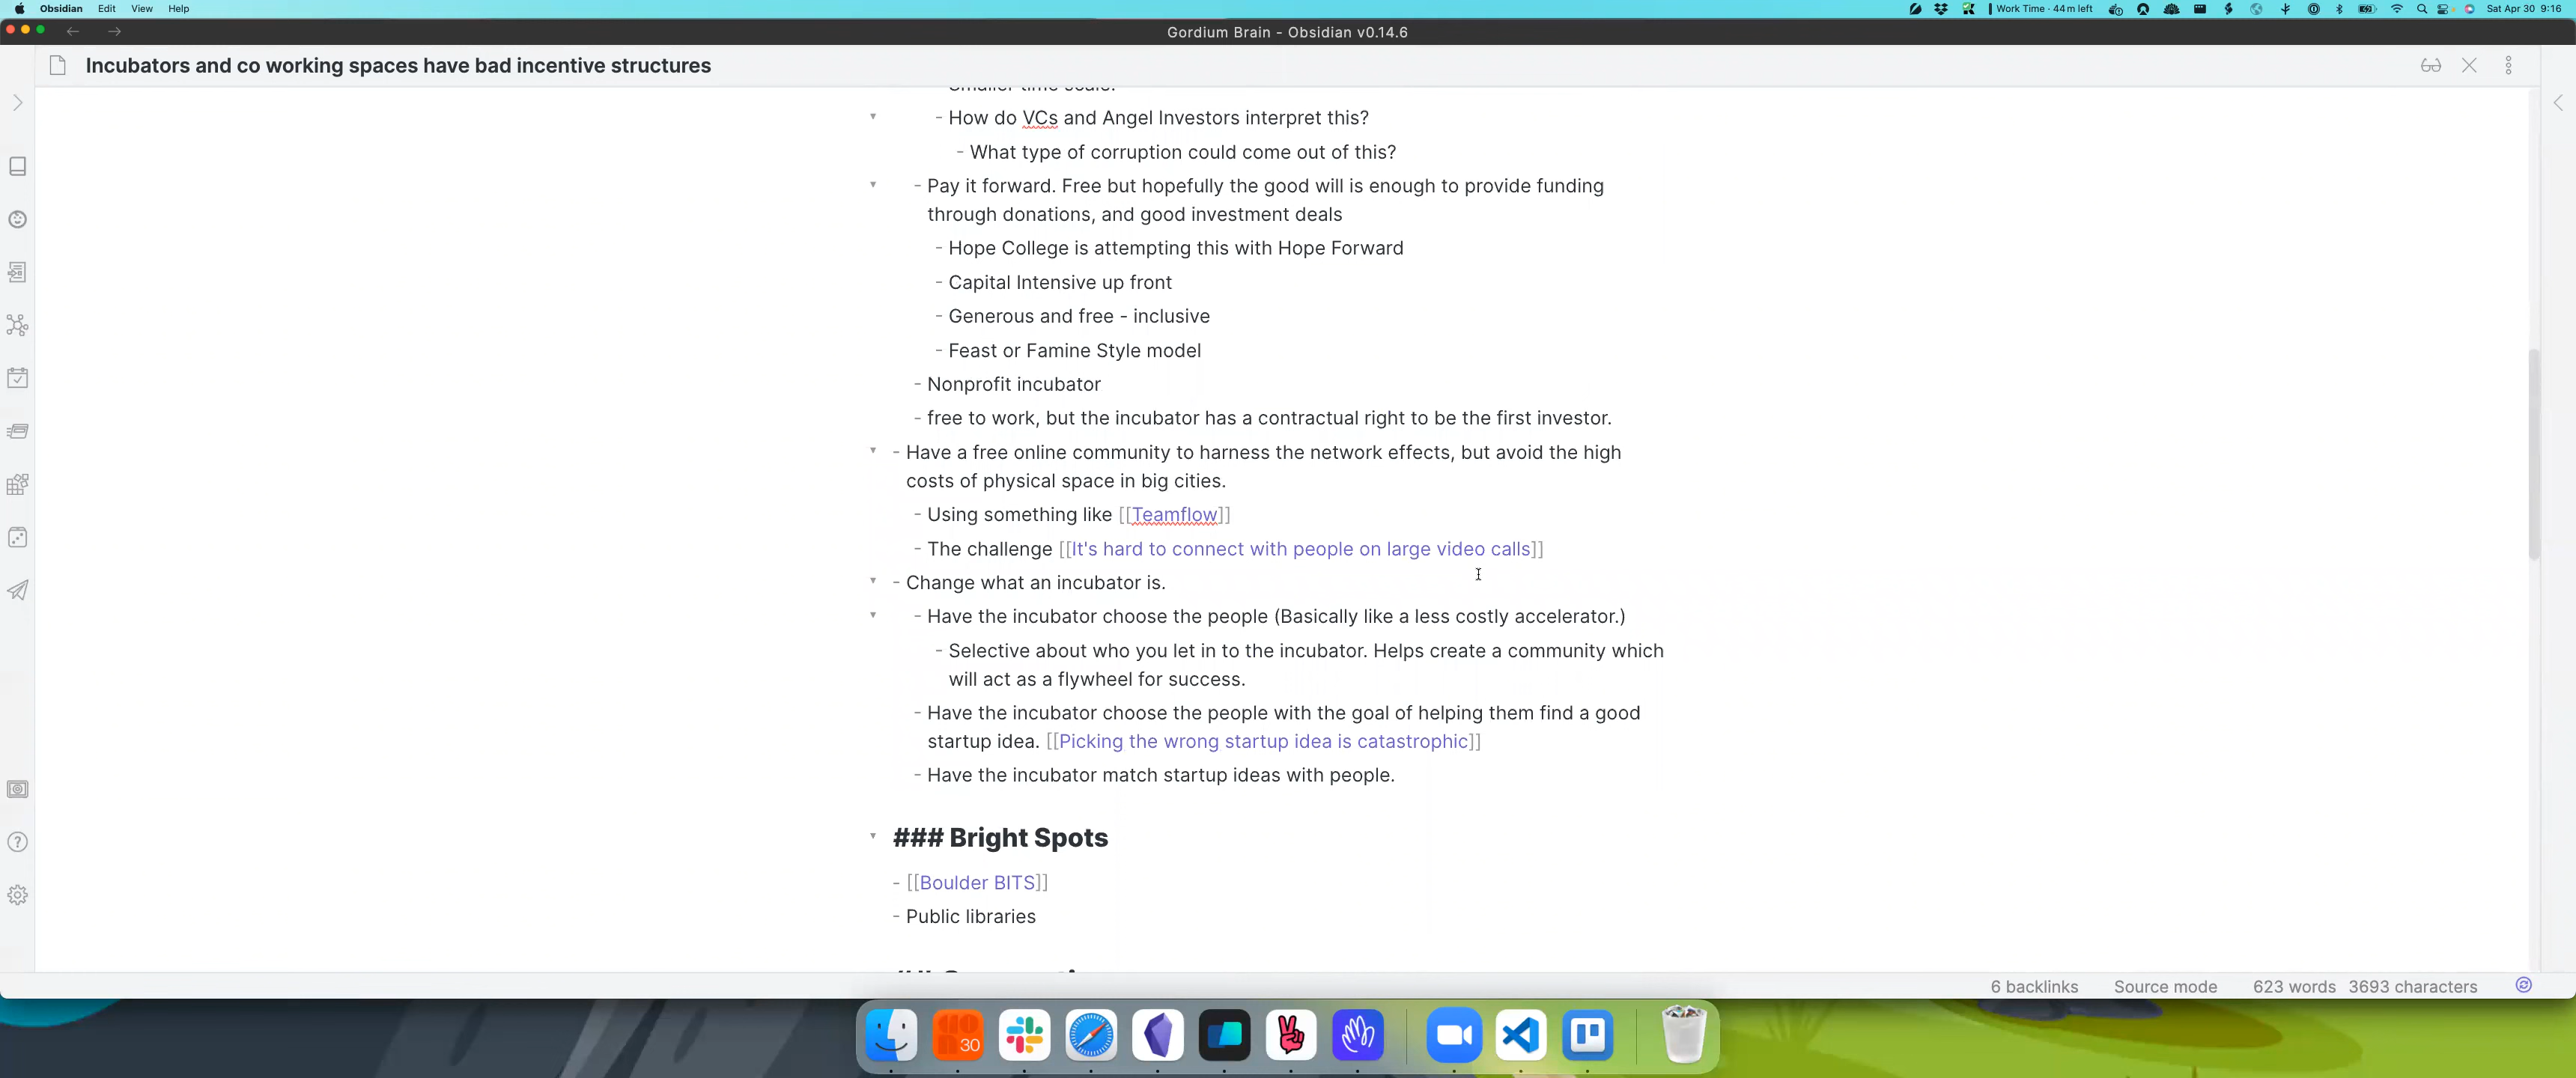 Obsidian Edit View Help Work Time · 44m left Sat Apr 30 9:16
Gordium Brain - Obsidian v0.14.6
Incubators and co working spaces have bad incentive structures
Smaller time scale.
- How do VCs and Angel Investors interpret this?
- What type of corruption could come out of this?
- Pay it forward. Free but hopefully the good will is enough to provide funding
through donations, and good investment deals
- Hope College is attempting this with Hope Forward
- Capital Intensive up front
- Generous and free - inclusive
- Feast or Famine Style model
- Nonprofit incubator
- free to work, but the incubator has a contractual right to be the first investor.
- Have a free online community to harness the network effects, but avoid the high
costs of physical space in big cities.
- Using something like [[Teamflow]]
- The challenge [[It's hard to connect with people on large video calls]]
- Change what an incubator is.
- Have the incubator choose the people (Basically like a less costly accelerator.)
- Selective about who you let in to the incubator. Helps create a community which
will act as a flywheel for success.
- Have the incubator choose the people with the goal of helping them find a good
startup idea. [[Picking the wrong startup idea is catastrophic]]
- Have the incubator match startup ideas with people.
### Bright Spots
- [[Boulder BITS]]
- Public libraries
6 backlinks Source mode 623 words 3693 characters
30